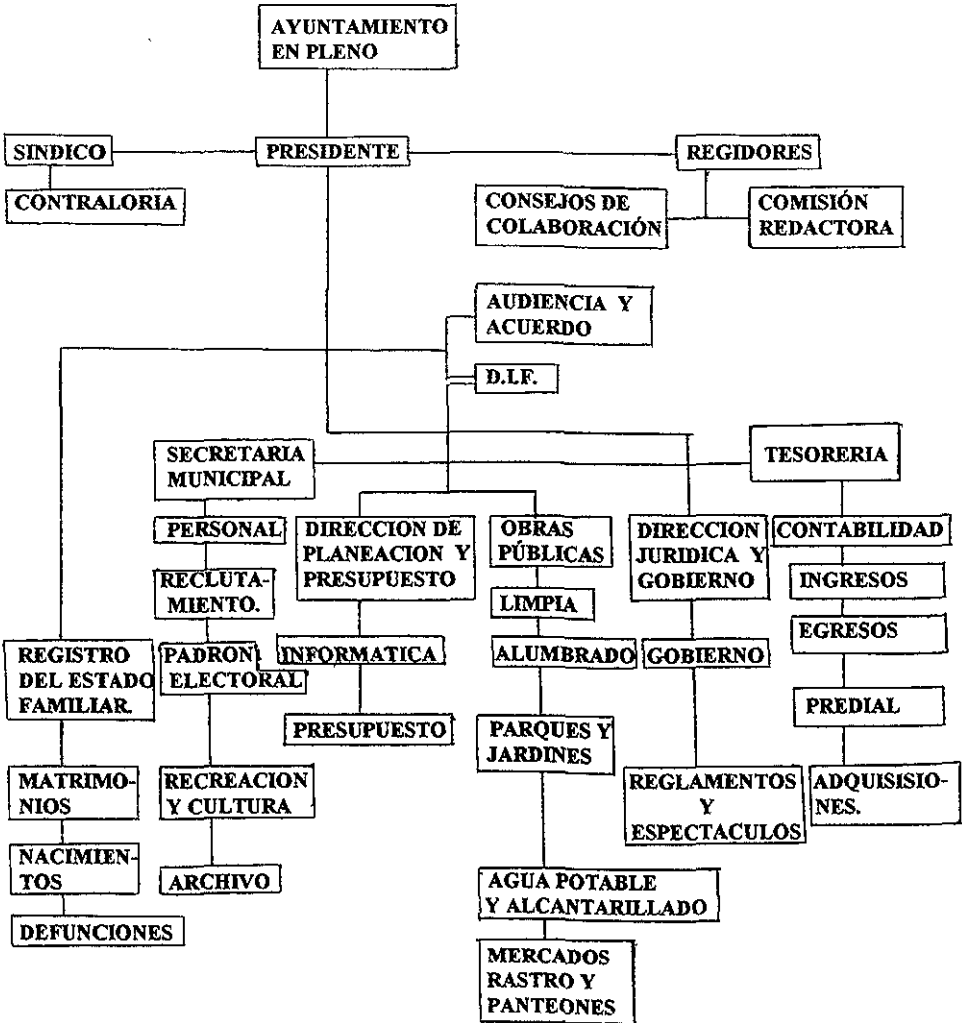 AYUNTAMIENTO
EN PLENO
SINDICO
PRESIDENTE
REGIDORES
CONTRALORIA
CONSEJOS DE
COLABORACIÓN
COMISIÓN
REDACTORA
AUDIENCIA Y
ACUERDO
D.I.F.
SECRETARIA
MUNICIPAL
TESORERIA
PERSONAL
DIRECCION DE
PLANEACION Y
PRESUPUESTO
OBRAS
PÚBLICAS
DIRECCION
JURIDICA Y
GOBIERNO
CONTABILIDAD
RECLUTA-
MIENTO.
LIMPIA
INGRESOS
EGRESOS
REGISTRO
DEL ESTADO
FAMILIAR.
PADRON
ELECTORAL
INFORMATICA
ALUMBRADO
GOBIERNO
PREDIAL
PRESUPUESTO
PARQUES Y
JARDINES
MATRIMO-
NIOS
RECREACION
Y CULTURA
REGLAMENTOS
Y
ESPECTACULOS
ADQUISISIO-
NES.
NACIMIEN-
TOS
ARCHIVO
AGUA POTABLE
Y ALCANTARILLADO
DEFUNCIONES
MERCADOS
RASTRO Y
PANTEONES